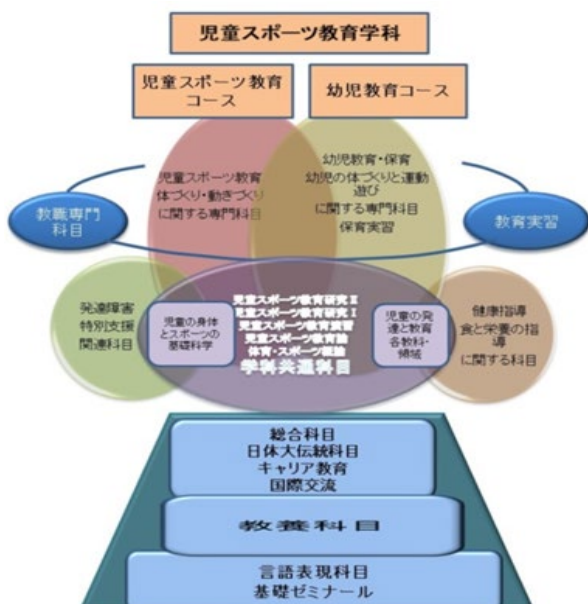 児童スポーツ教育学科
児童スポーツ教育
コース
幼児教育コース
児童スポーツ教育
体づくり・動きづくり
に関する専門科目
幼児教育・保育
幼児の体づくりと運動
遊び
に関する専門科目
保育実習
教職専門
科目
教育実習
発達障害
特別支援
関連科目
児童の身体
とスポーツの
基礎科学
児童スポーツ教育研究Ⅱ
児童スポーツ教育研究Ⅰ
児童スポーツ教育演習
児童スポーツ教育論
体育・スポーツ概論
学科共通科目
児童の発
達と教育
各教科・
領域
健康指導
食と栄養の指
導
に関する科目
総合科目
日体大伝統科目
キャリア教育
国際交流
教養科目
言語表現科目
基礎ゼミナール